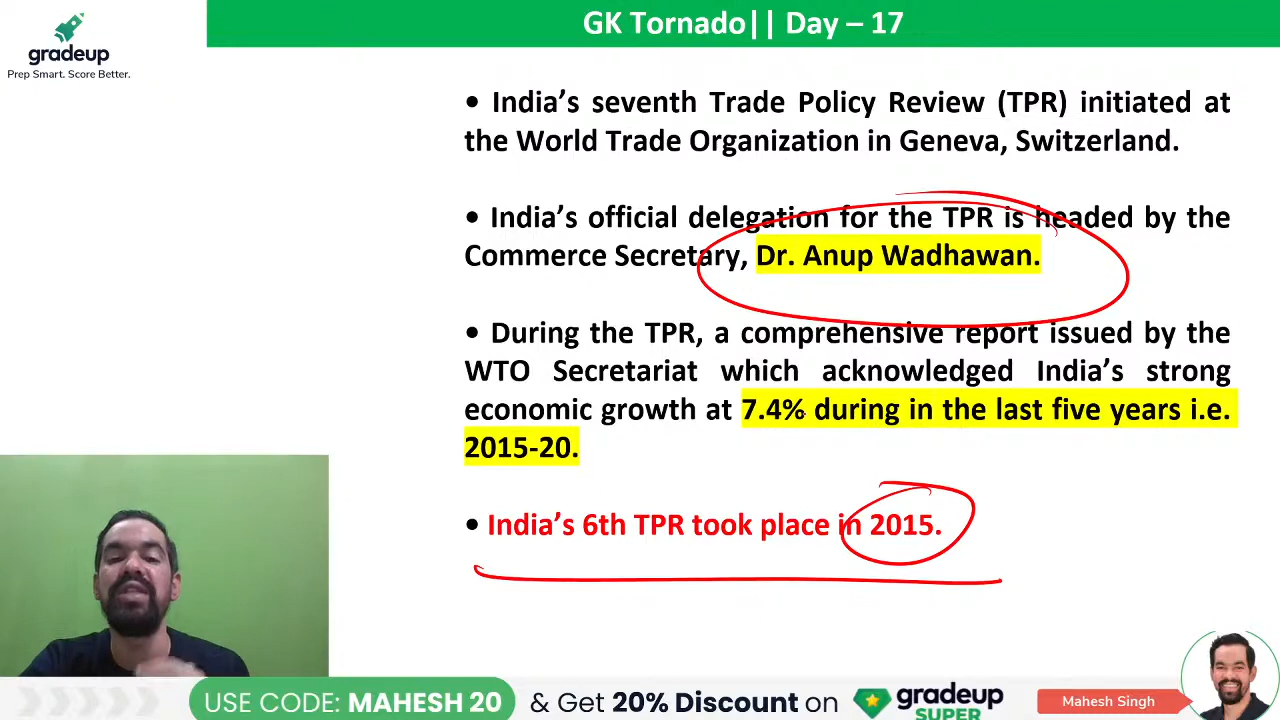 GK Tornado|| Day – 17
gradeup
Prep Smart. Score Better.
• India's seventh Trade Policy Review (TPR) initiated at
the World Trade Organization in Geneva, Switzerland.
• India's official delegation for the TPR is headed by the
Commerce Secretary, Dr. Anup Wadhawan.
• During the TPR, a comprehensive report issued by the
WTO Secretariat which acknowledged India's strong
economic growth at 7.4% during in the last five years i.e.
2015-20.
• India's 6th TPR took place in 2015.
USE CODE: MAHESH 20 & Get 20% Discount on gradeup
SUPER
Mahesh Singh